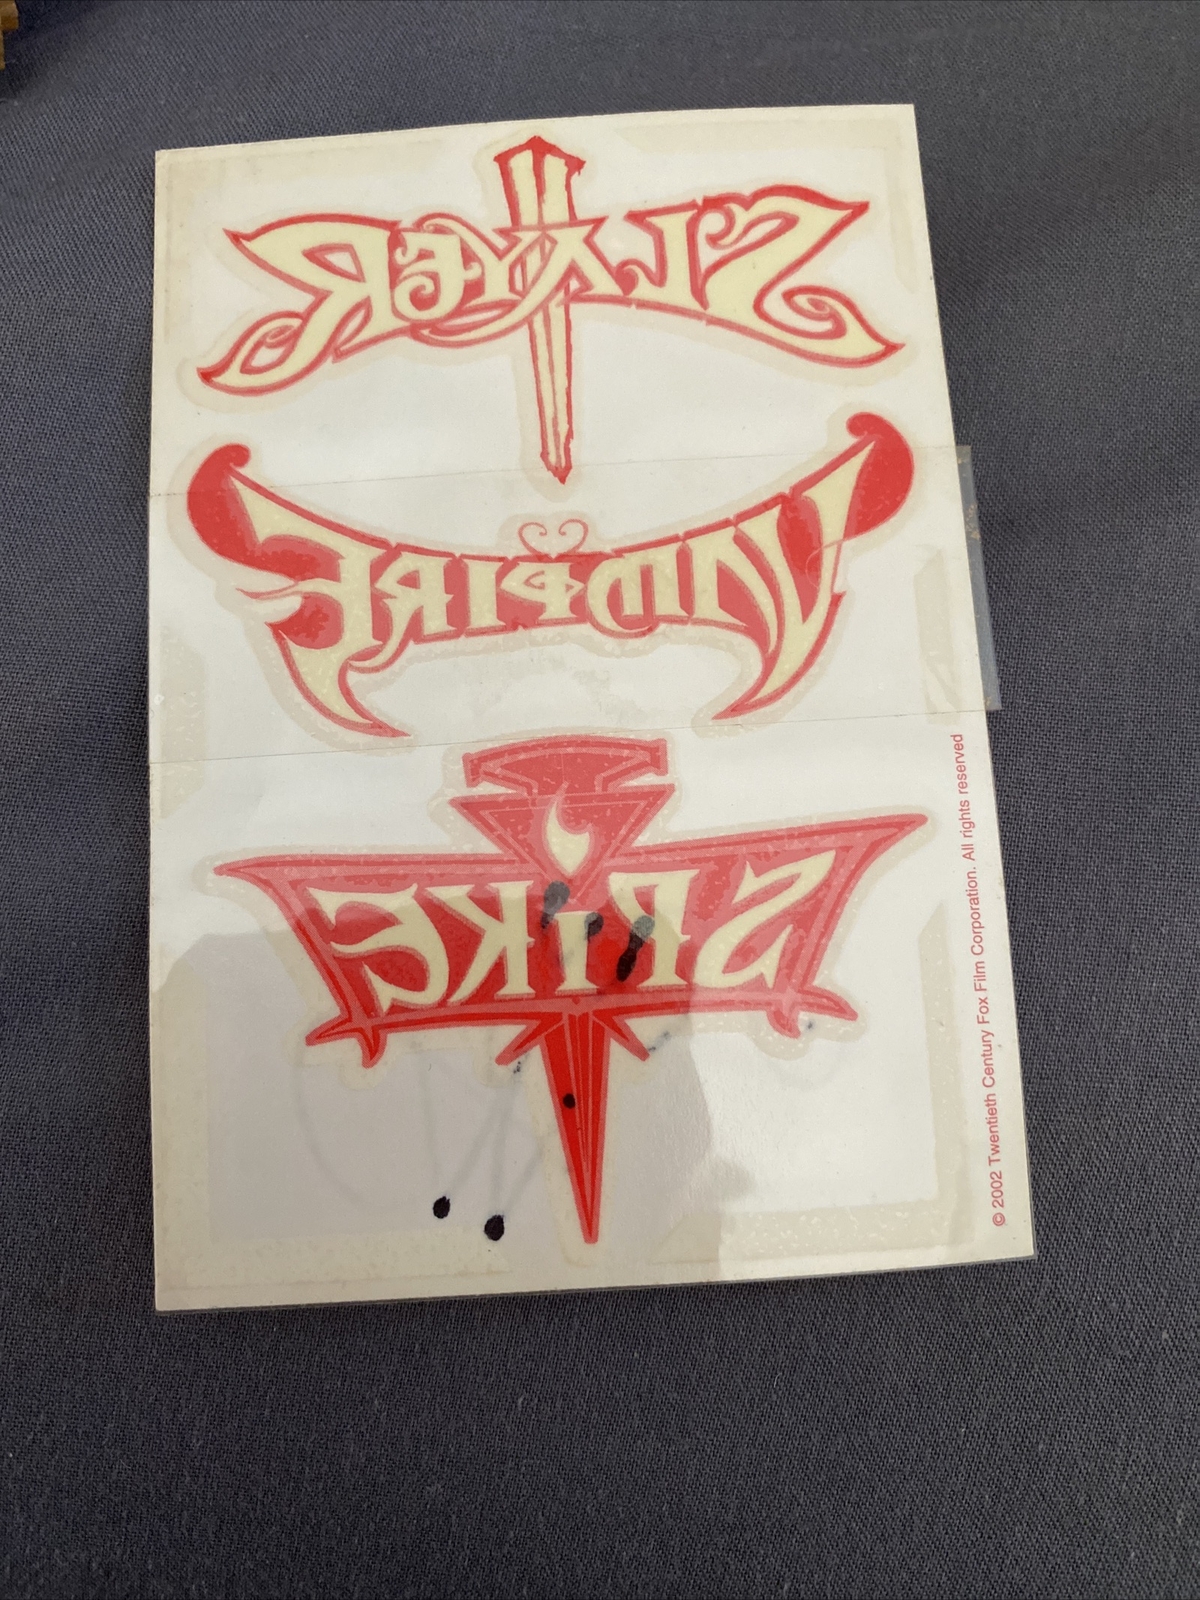 SLAYER
VAMPIRE
SPIKE
© 2002 Twentieth Century Fox Film Corporation. All rights reserved